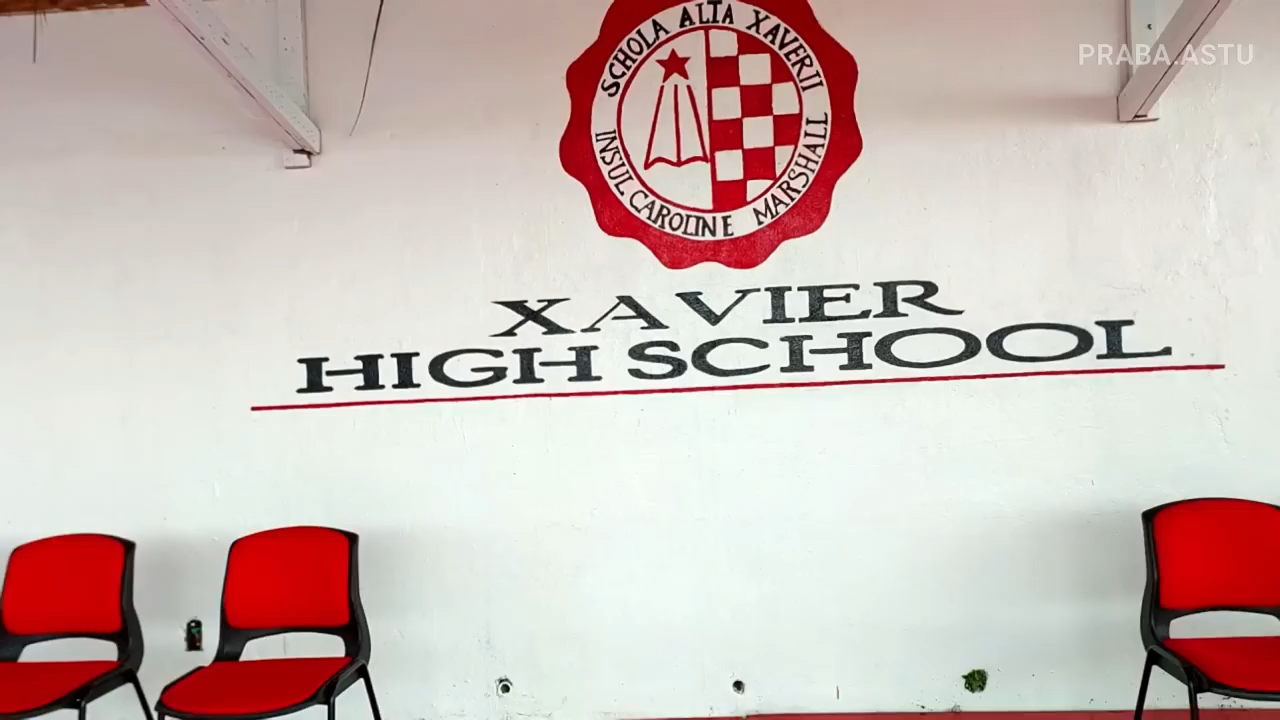 PRABA.ASTU
SCHOLA ALTA XAVERII
INSUL CAROLINE MARSHALL
XAVIER
HIGH SCHOOL